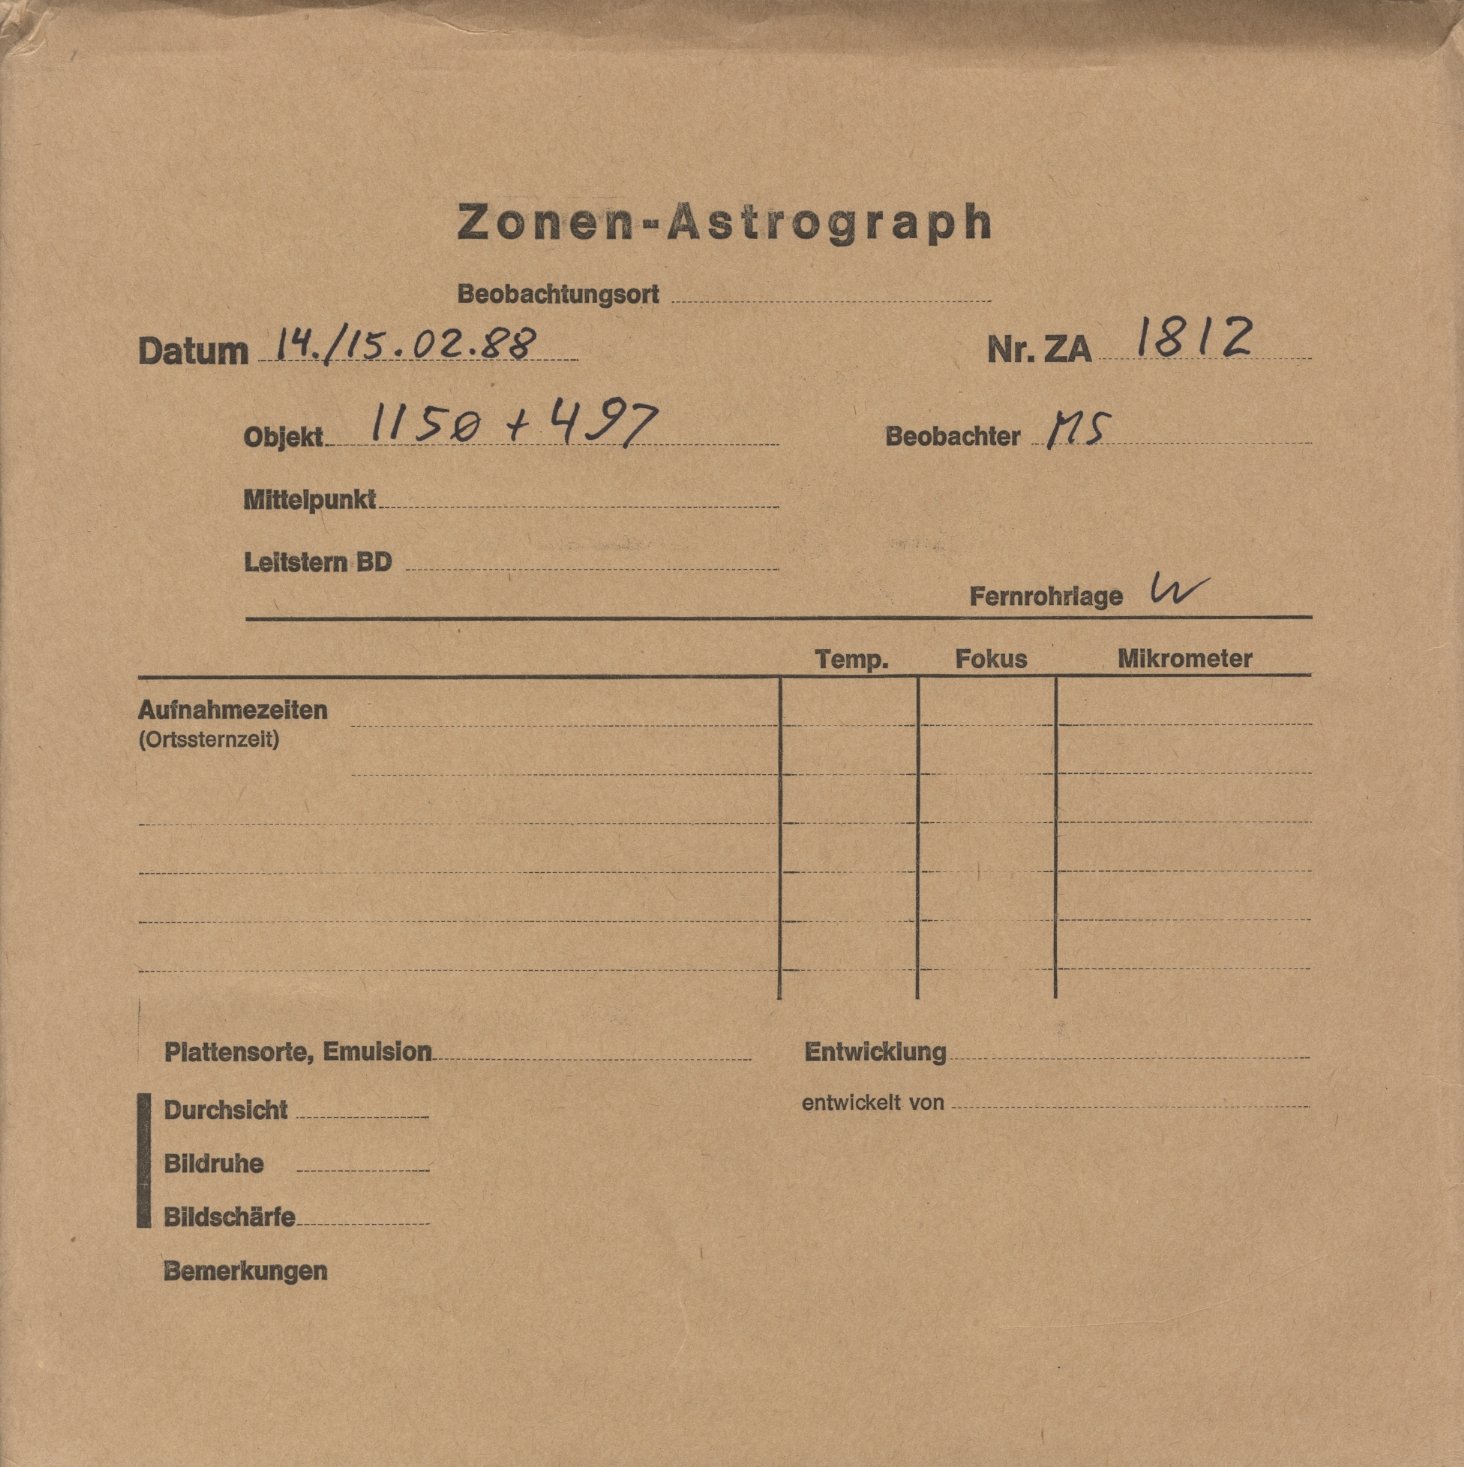 Zonen-Astrograph
Beobachtungsort
Datum 14./15.02.88 Nr. ZA 1812
Objekt 1150 + 497 Beobachter MS
Mittelpunkt
Leitstern BD
Fernrohrlage W
Temp. Fokus Mikrometer
Aufnahmezeiten
(Ortssternzeit)
Plattensorte, Emulsion Entwicklung
Durchsicht entwickelt von
Bildruhe
Bildschärfe
Bemerkungen